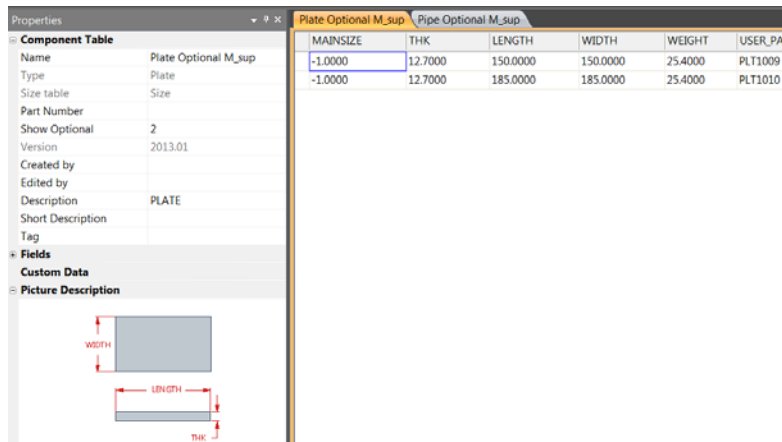 Properties
Component Table
Name Plate Optional M_sup
Type Plate
Size table Size
Part Number
Show Optional 2
Version 2013.01
Created by
Edited by
Description PLATE
Short Description
Tag
Fields
Custom Data
Picture Description
WIDTH
LENGTH
THK
Plate Optional M_sup Pipe Optional M_sup
MAINSIZE THK LENGTH WIDTH WEIGHT USER_PA
-1.0000 12.7000 150.0000 150.0000 25.4000 PLT1009
-1.0000 12.7000 185.0000 185.0000 25.4000 PLT1010